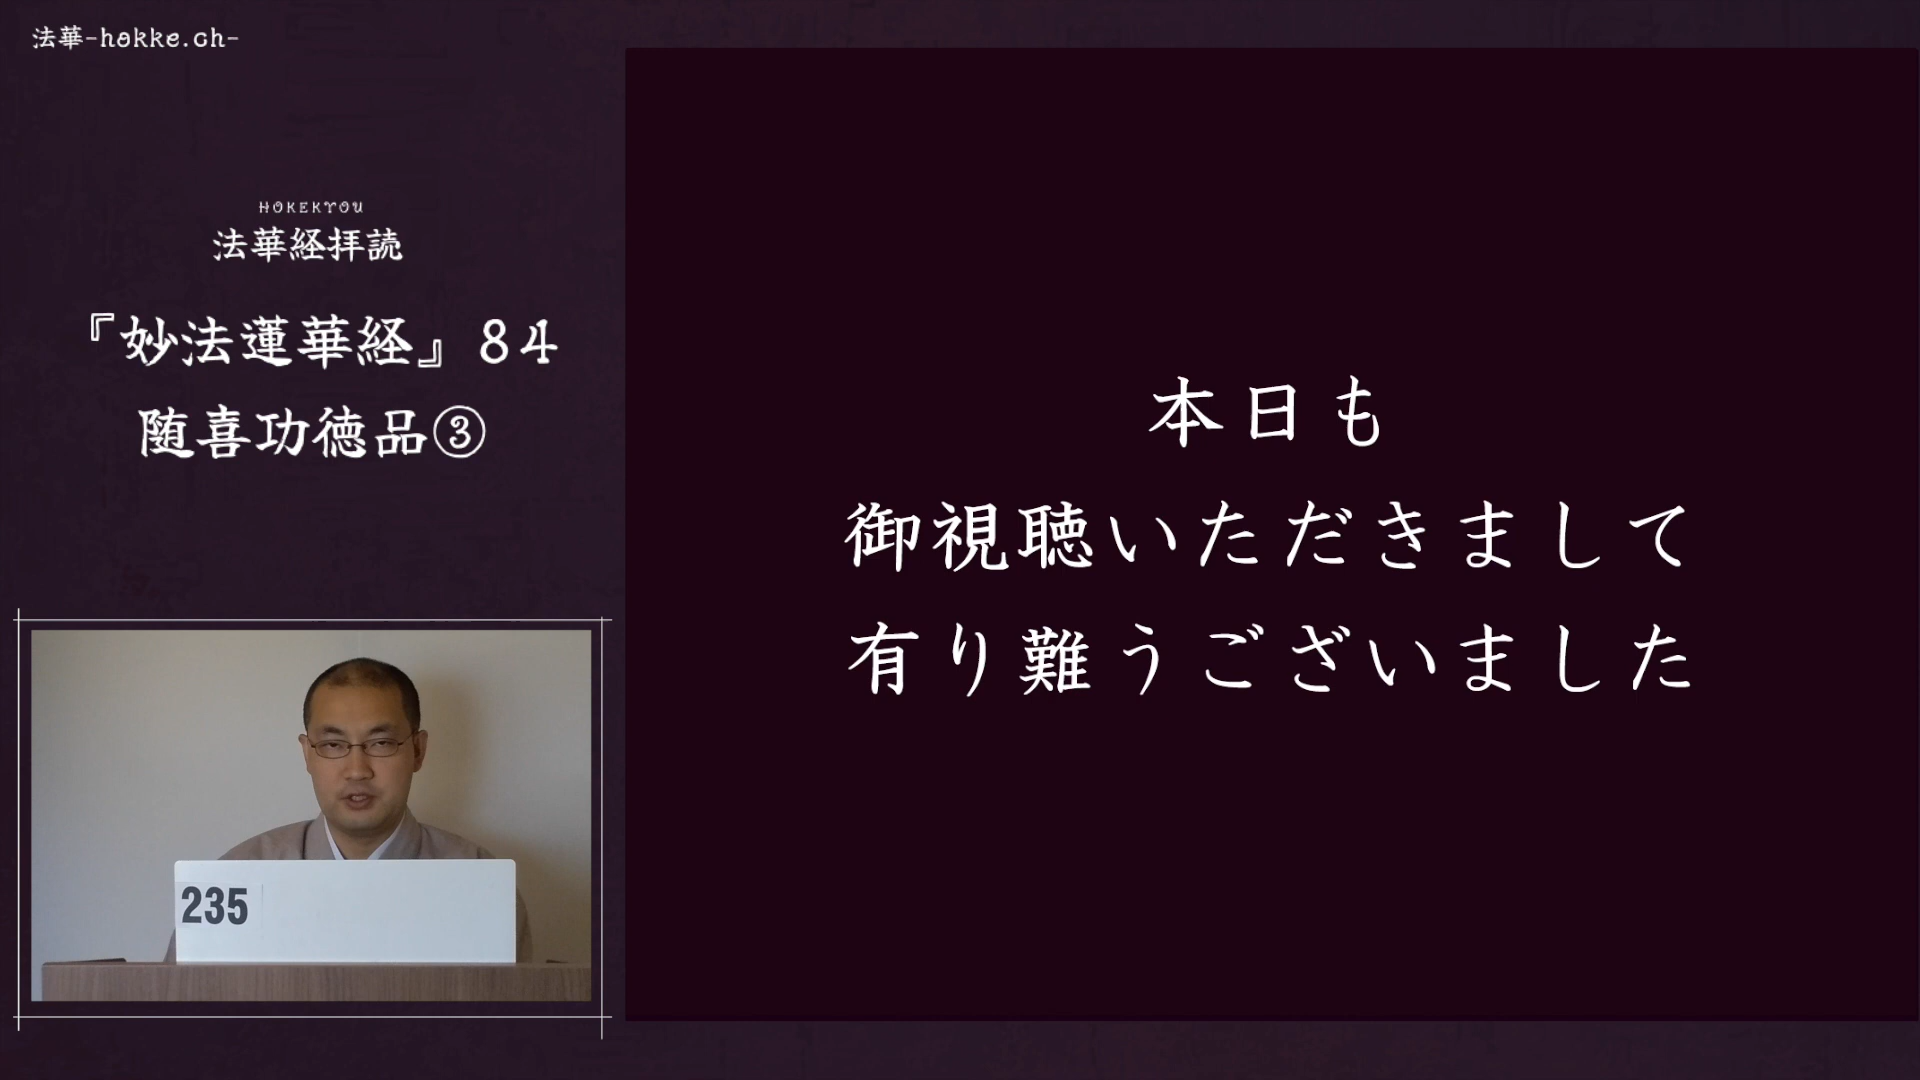 法華-hokke.ch-
HOKEKYOU
法華経拝読
『妙法蓮華経』84
随喜功徳品③
235
本日も
御視聴いただきまして
有り難うございました